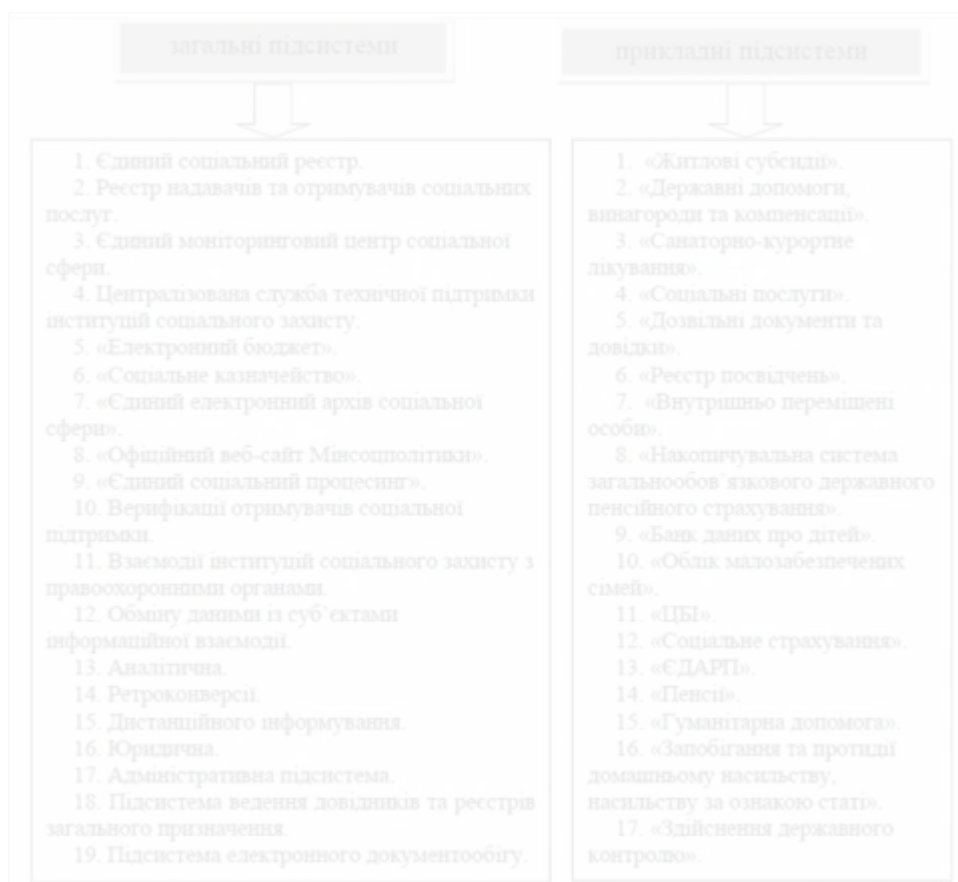 загальні підсистеми
1. Єдиний соціальний реєстр.
2. Реєстр надавачів та отримувачів соціальних
послуг.
3. Єдиний моніторинговий центр соціальної
сфери.
4. Централізована служба технічної підтримки
інституцій соціального захисту.
5. «Електронний бюджет».
6. «Соціальне казначейство».
7. «Єдиний електронний архів соціальної
сфери».
8. «Офіційний веб-сайт Мінсоцполітики».
9. «Єдиний соціальний процесинг».
10. Верифікації отримувачів соціальної
підтримки.
11. Взаємодії інституцій соціального захисту з
правоохоронними органами.
12. Обміну даними із суб’єктами
інформаційної взаємодії.
13. Аналітична.
14. Ретроконверсії.
15. Дистанційного інформування.
16. Юридична.
17. Адміністративна підсистема.
18. Підсистема ведення довідників та реєстрів
загального призначення.
19. Підсистема електронного документообігу.
прикладні підсистеми
1. «Житлові субсидії».
2. «Державні допомоги,
винагороди та компенсації».
3. «Санаторно-курортне
лікування».
4. «Соціальні послуги».
5. «Дозвільні документи та
довідки».
6. «Реєстр посвідчень».
7. «Внутрішньо переміщені
особи».
8. «Накопичувальна система
загальнообов’язкового державного
пенсійного страхування».
9. «Банк даних про дітей».
10. «Облік малозабезпечених
сімей».
11. «ЦБІ».
12. «Соціальне страхування».
13. «ЄДАРП».
14. «Пенсії».
15. «Гуманітарна допомога».
16. «Запобігання та протидії
домашньому насильству,
насильству за ознакою статі».
17. «Здійснення державного
контролю».